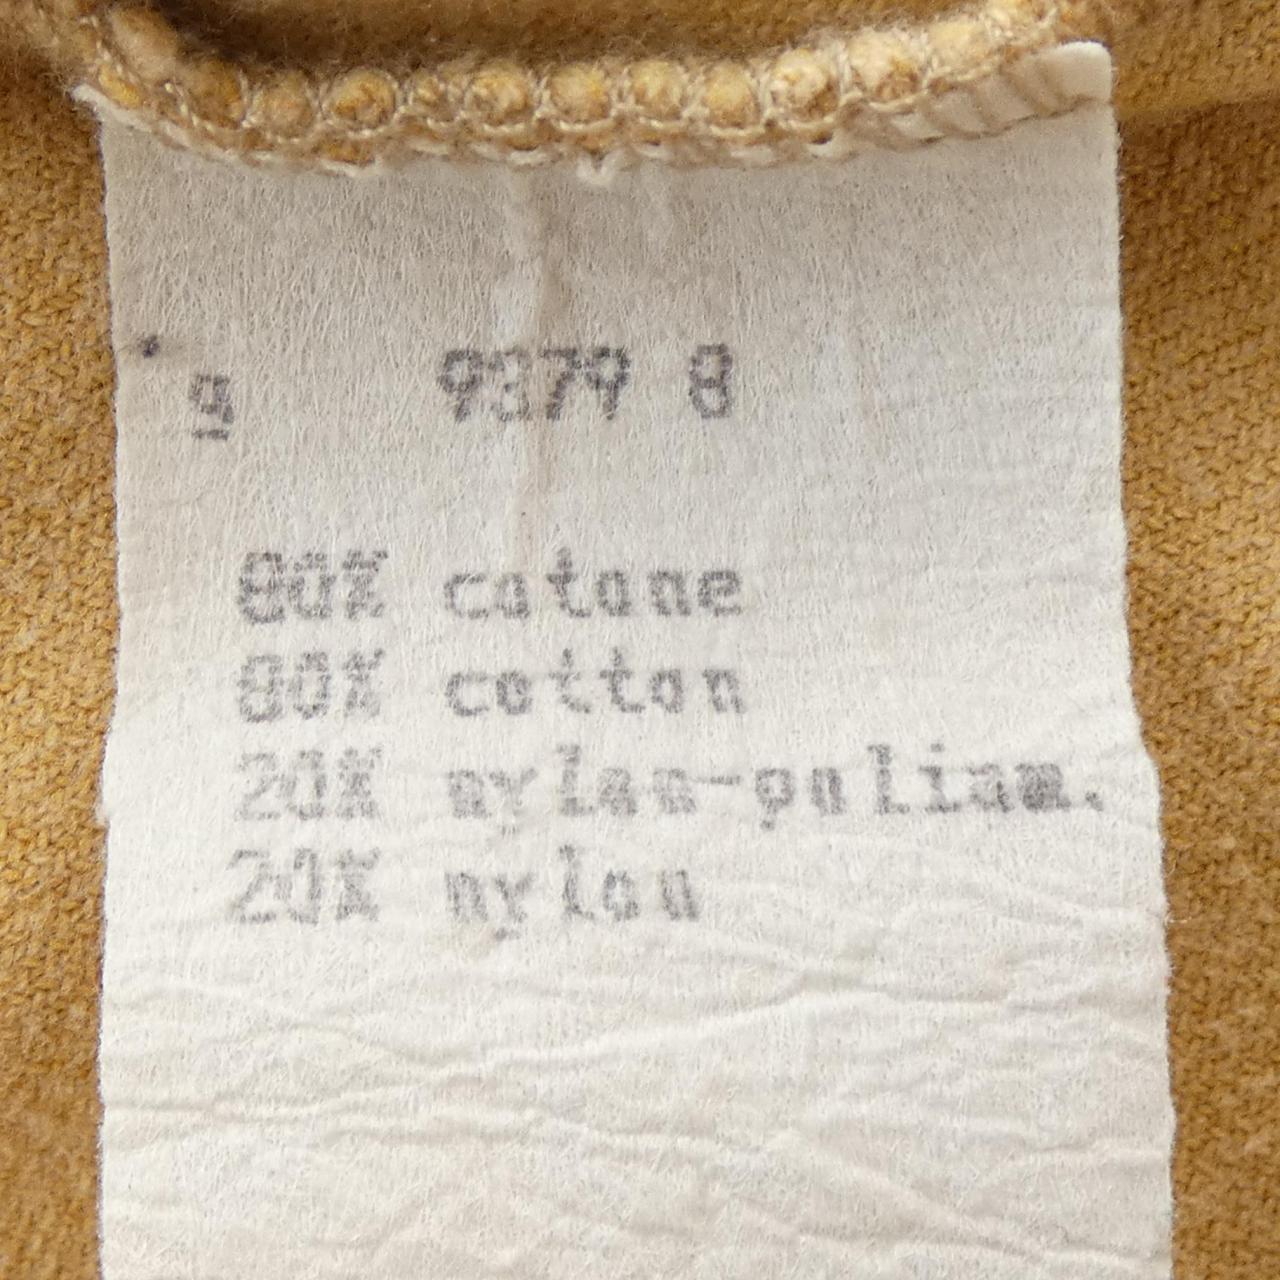 9379 8
80% cotone
80% cotton
20% nylon-poliam.
20% nylon